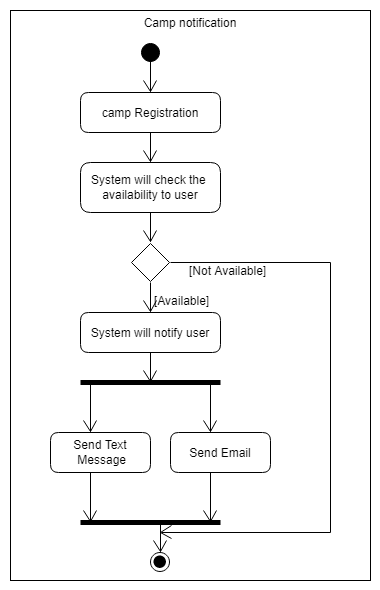 Camp notification
camp Registration
System will check the
availability to user
[Not Available]
[Available]
System will notify user
Send Text
Message
Send Email